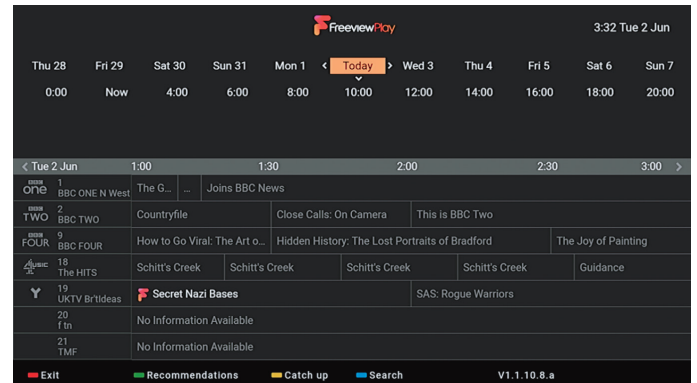 FreeviewPlay
3:32 Tue 2 Jun
Thu 28 Fri 29 Sat 30 Sun 31 Mon 1 < Today > Wed 3 Thu 4 Fri 5 Sat 6 Sun 7
0:00 Now 4:00 6:00 8:00 10:00 12:00 14:00 16:00 18:00 20:00
< Tue 2 Jun 1:00 1:30 2:00 2:30 3:00 >
BBC one 1 BBC ONE N West The G... ... Joins BBC News
BBC TWO 2 BBC TWO Countryfile Close Calls: On Camera This is BBC Two
BBC FOUR 9 BBC FOUR How to Go Viral: The Art o... Hidden History: The Lost Portraits of Bradford The Joy of Painting
4Music 18 The HITS Schitt's Creek Schitt's Creek Schitt's Creek Schitt's Creek Guidance
Y 19 UKTV Br'tIdeas Secret Nazi Bases SAS: Rogue Warriors
20 f tn No Information Available
21 TMF No Information Available
Exit Recommendations Catch up Search V1.1.10.8.a